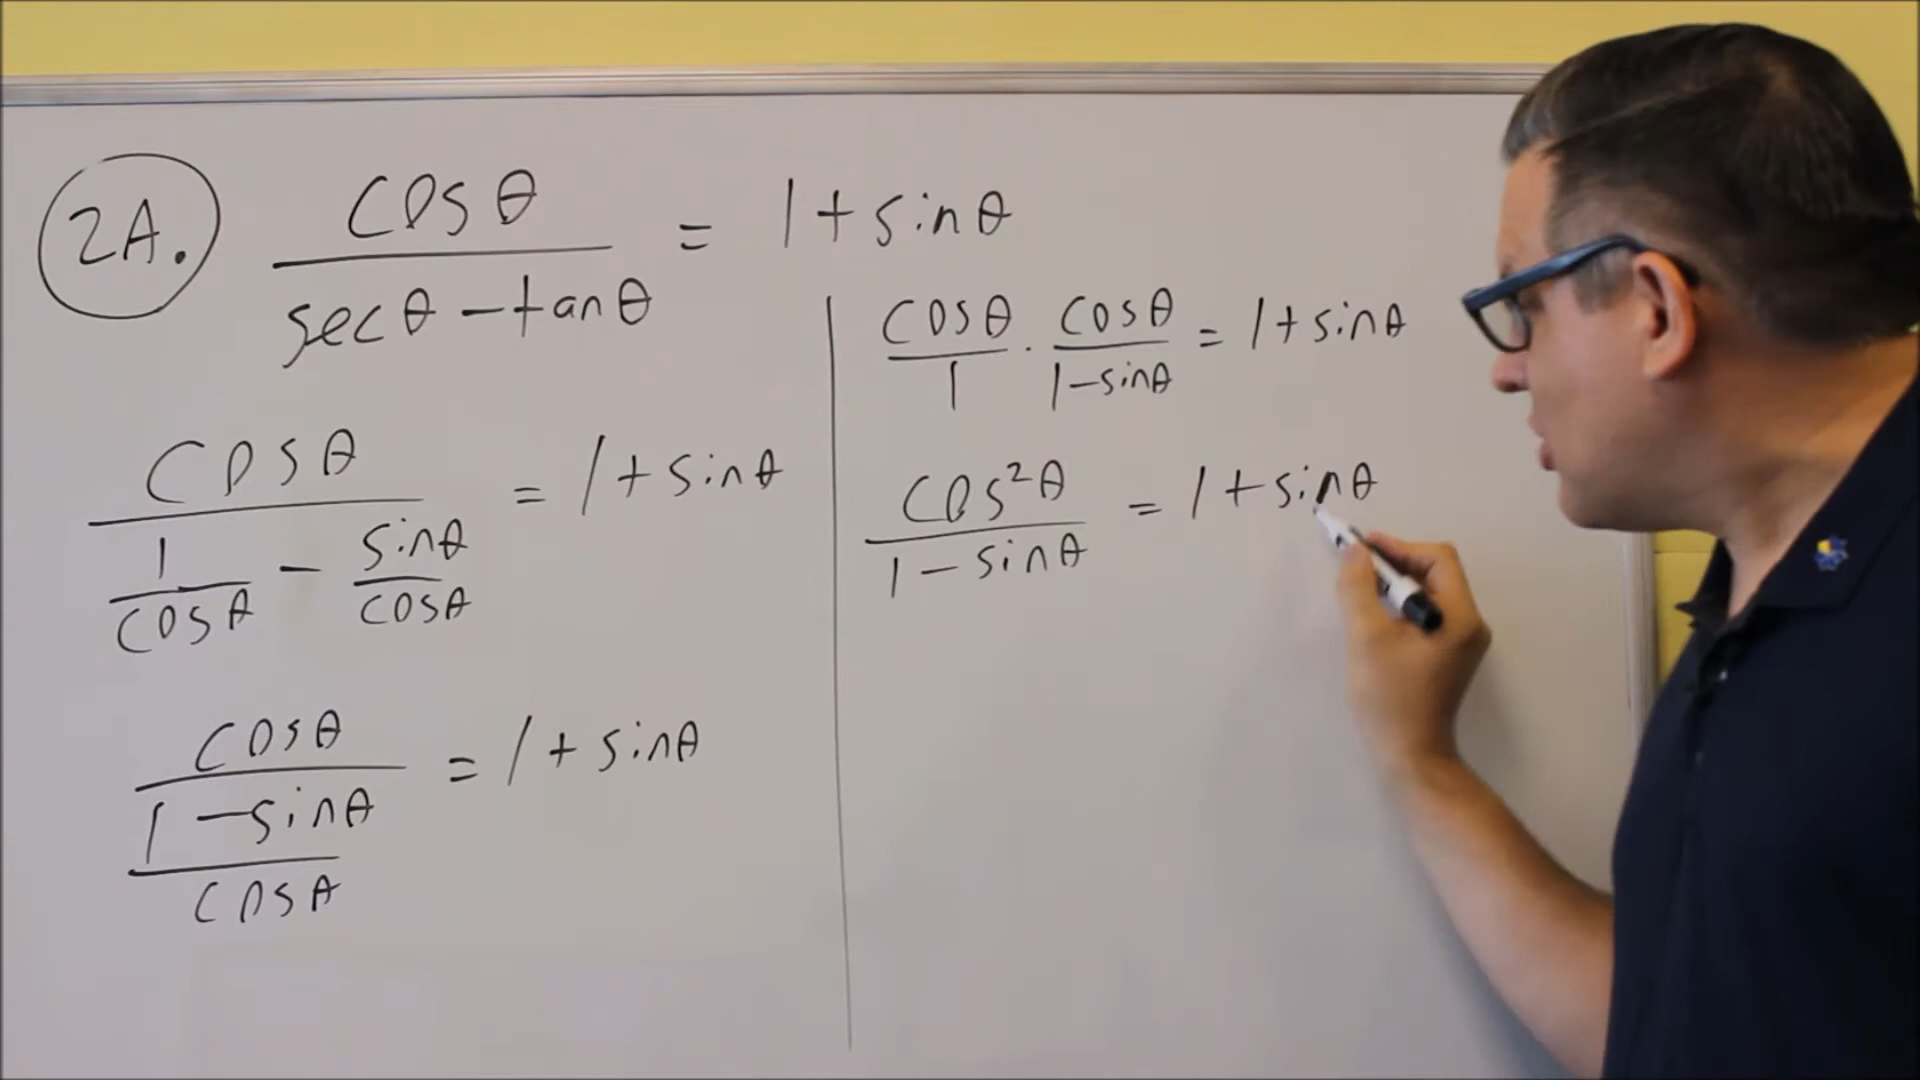 2A. cosθ / (secθ - tanθ) = 1 + sinθ
cosθ / (1/cosθ - sinθ/cosθ) = 1 + sinθ
cosθ / ((1 - sinθ)/cosθ) = 1 + sinθ
cosθ/1 · cosθ/(1 - sinθ) = 1 + sinθ
cos²θ / (1 - sinθ) = 1 + sinθ